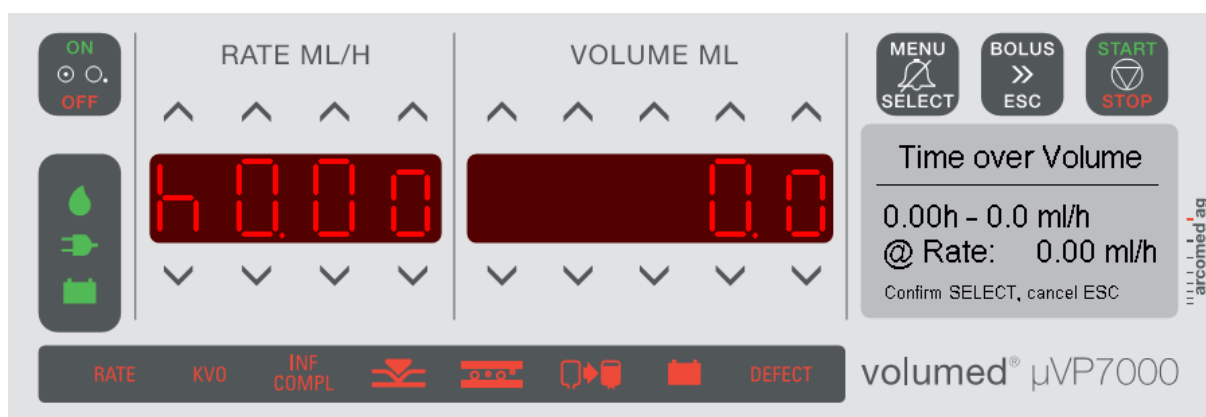 ON
OFF
RATE ML/H
VOLUME ML
MENU
SELECT
BOLUS
ESC
START
STOP
h0.00
0.0
Time over Volume
0.00h - 0.0 ml/h
@ Rate: 0.00 ml/h
Confirm SELECT, cancel ESC
arcomed ag
RATE
KVO
INF
COMPL
DEFECT
volumed® µVP7000